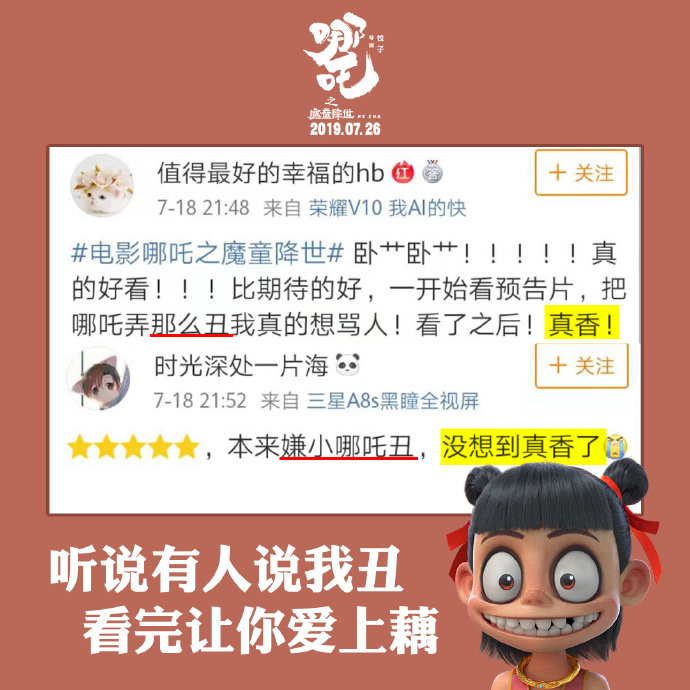 哪吒
导演 饺子
之
魔童降世
NE ZHA
2019.07.26
值得最好的幸福的hb 红 答
+ 关注
7-18 21:48 来自 荣耀V10 我AI的快
#电影哪吒之魔童降世# 卧艹卧艹！！！！！真
的好看！！！比期待的好，一开始看预告片，把
哪吒弄那么丑我真的想骂人！看了之后！真香！
时光深处一片海
+ 关注
7-18 21:52 来自 三星A8s黑瞳全视屏
，本来嫌小哪吒丑，没想到真香了
听说有人说我丑
看完让你爱上藕